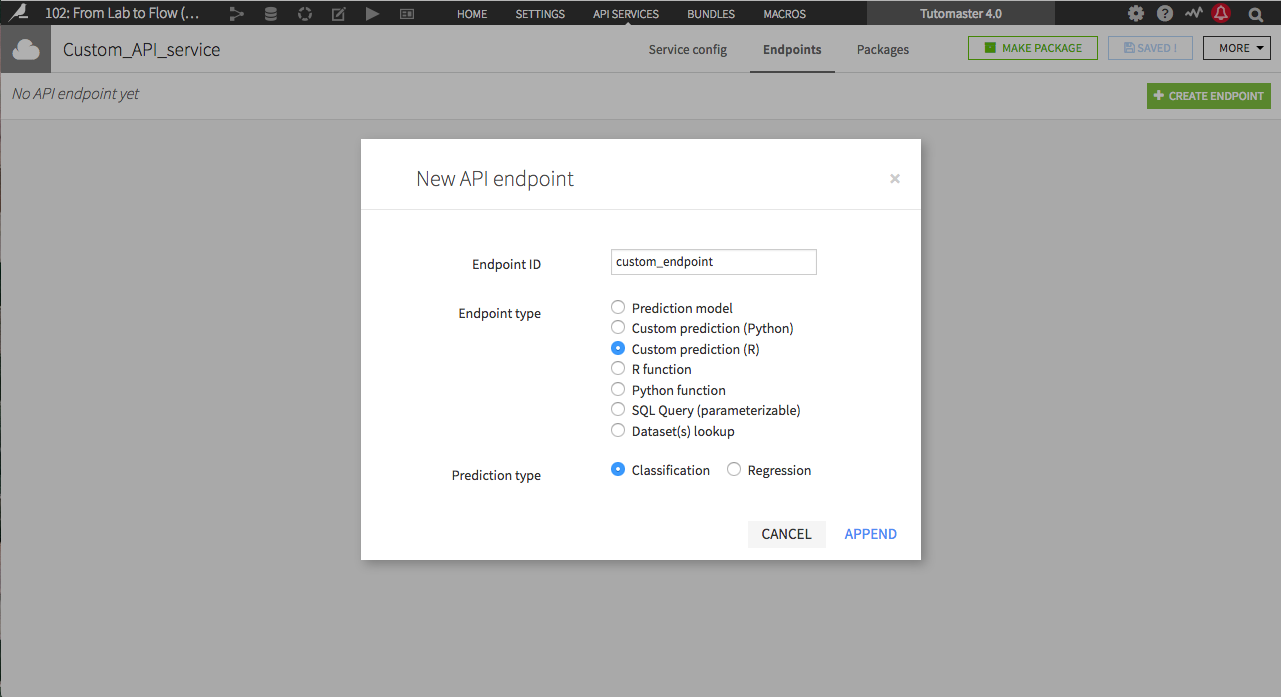 102: From Lab to Flow (... HOME SETTINGS API SERVICES BUNDLES MACROS Tutomaster 4.0
Custom_API_service Service config Endpoints Packages MAKE PACKAGE SAVED ! MORE
No API endpoint yet CREATE ENDPOINT
New API endpoint
Endpoint ID custom_endpoint
Endpoint type
Prediction model
Custom prediction (Python)
Custom prediction (R)
R function
Python function
SQL Query (parameterizable)
Dataset(s) lookup
Prediction type Classification Regression
CANCEL APPEND